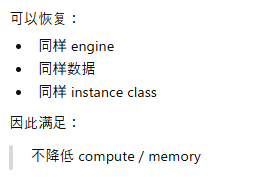 可以恢复：
• 同样 engine
• 同样数据
• 同样 instance class
因此满足：
不降低 compute / memory